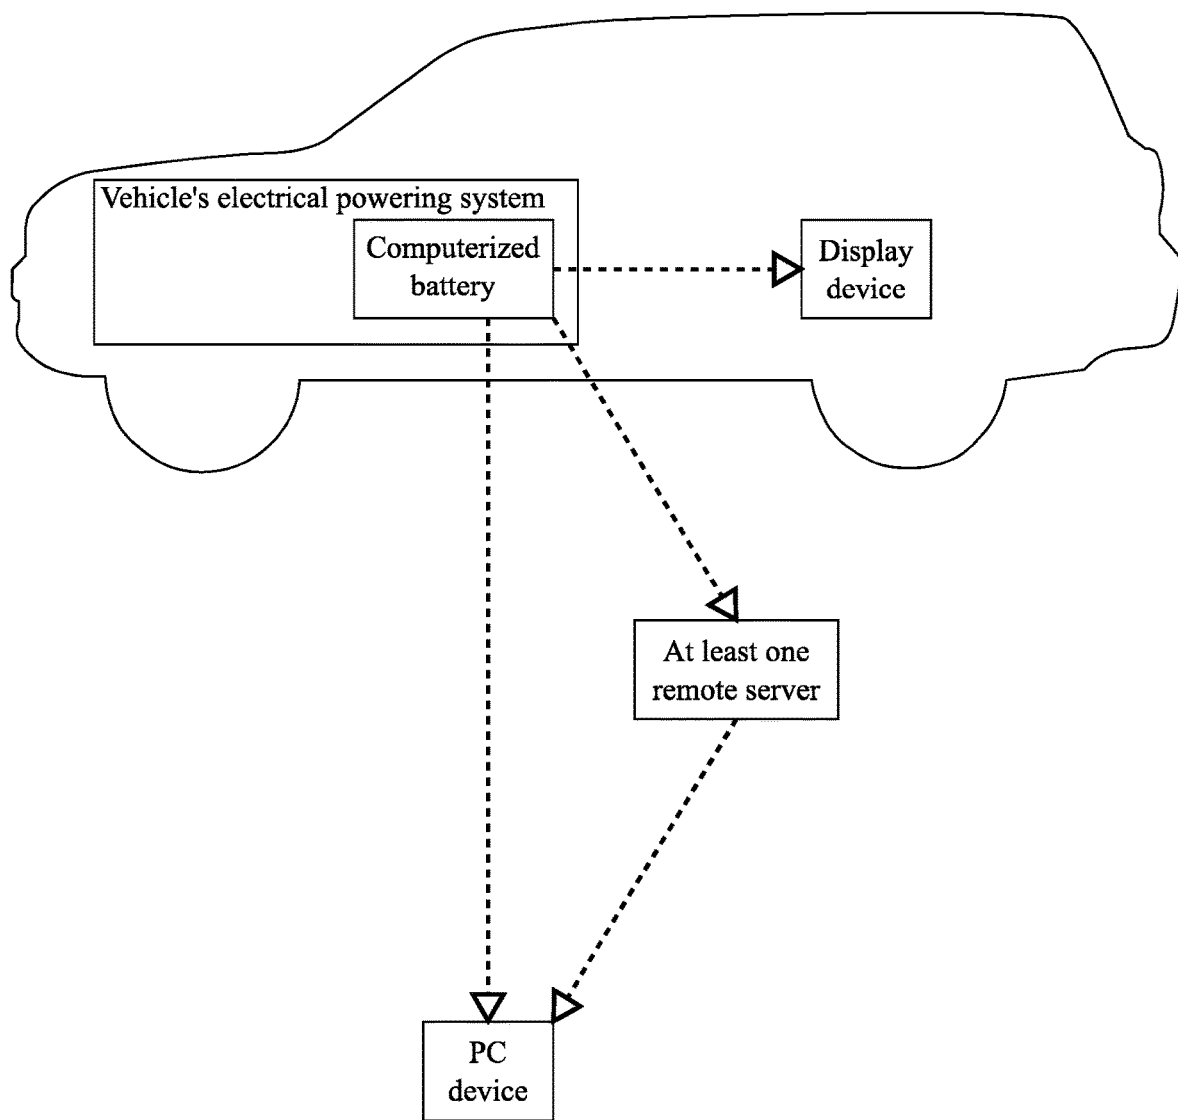 Vehicle's electrical powering system
Computerized
battery
Display
device
At least one
remote server
PC
device